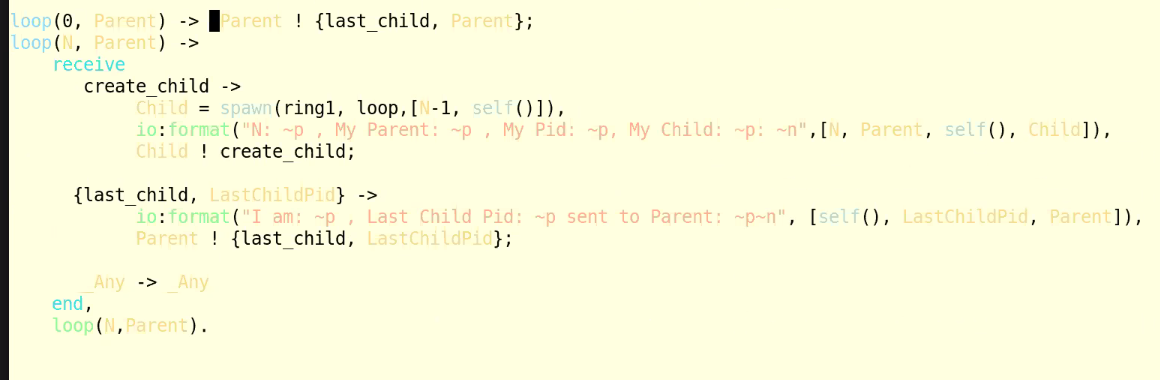 loop(0, Parent) -> Parent ! {last_child, Parent};
loop(N, Parent) ->
    receive
       create_child ->
            Child = spawn(ring1, loop,[N-1, self()]),
            io:format("N: ~p , My Parent: ~p , My Pid: ~p, My Child: ~p: ~n",[N, Parent, self(), Child]),
            Child ! create_child;

      {last_child, LastChildPid} ->
            io:format("I am: ~p , Last Child Pid: ~p sent to Parent: ~p~n", [self(), LastChildPid, Parent]),
            Parent ! {last_child, LastChildPid};

       _Any -> _Any
    end,
    loop(N,Parent).